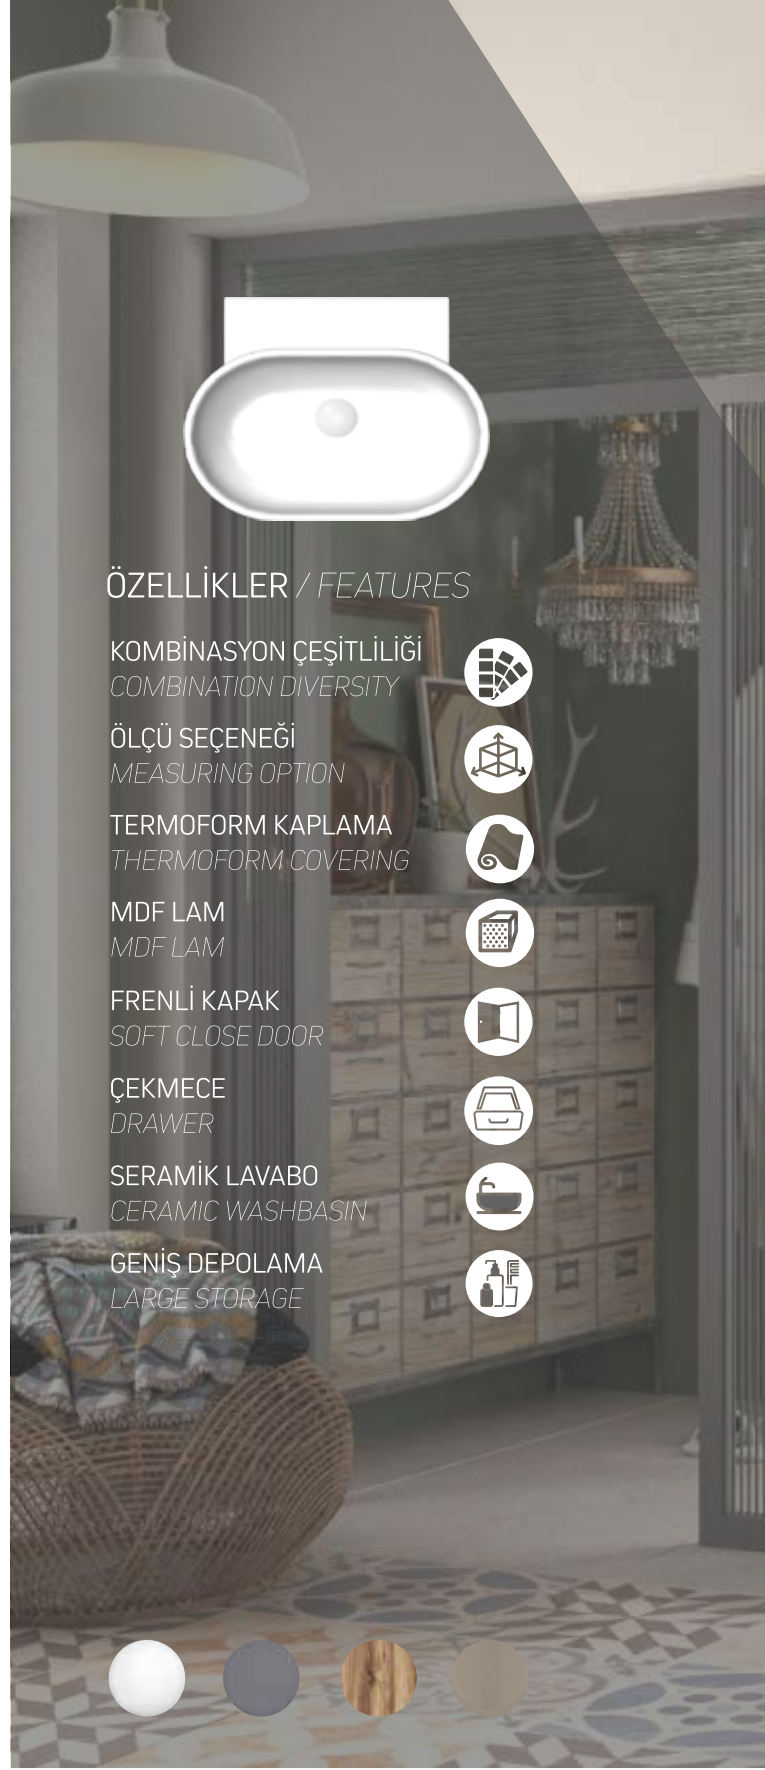 ÖZELLİKLER / FEATURES
KOMBİNASYON ÇEŞİTLİLİĞİ
COMBINATION DIVERSITY
ÖLÇÜ SEÇENEĞİ
MEASURING OPTION
TERMOFORM KAPLAMA
THERMOFORM COVERING
MDF LAM
MDF LAM
FRENLİ KAPAK
SOFT CLOSE DOOR
ÇEKMECE
DRAWER
SERAMİK LAVABO
CERAMIC WASHBASIN
GENİŞ DEPOLAMA
LARGE STORAGE